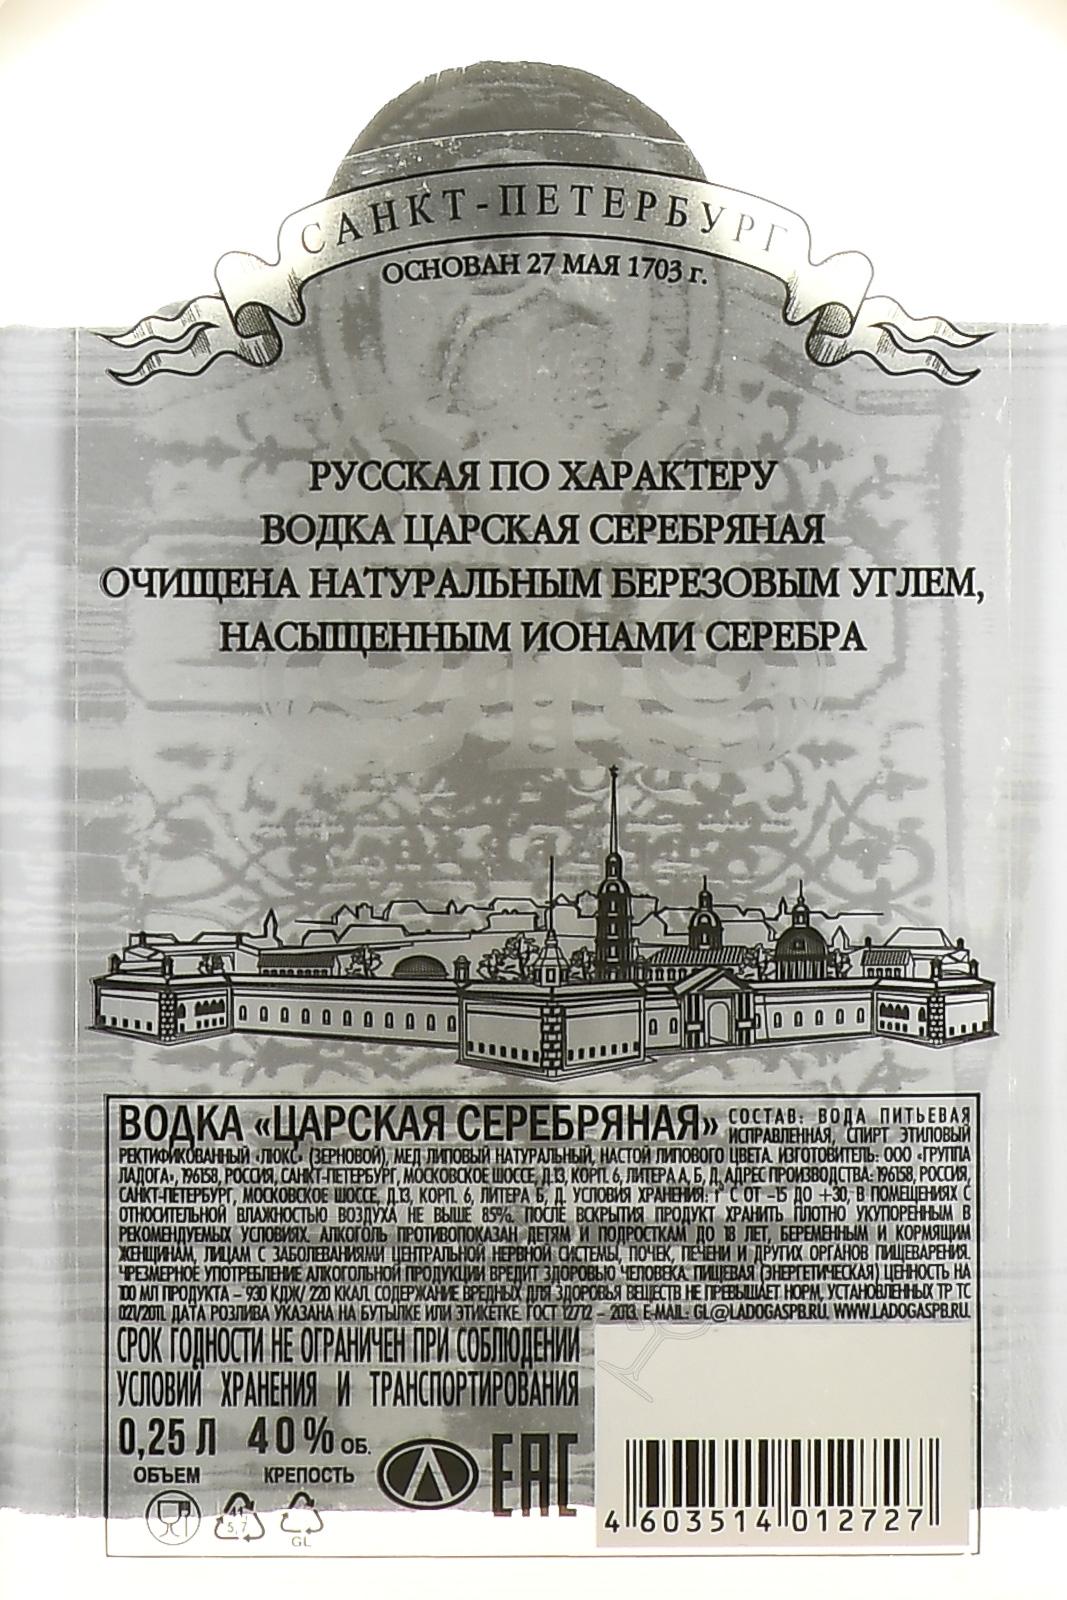 САНКТ-ПЕТЕРБУРГ
ОСНОВАН 27 МАЯ 1703 г.
РУССКАЯ ПО ХАРАКТЕРУ
ВОДКА ЦАРСКАЯ СЕРЕБРЯНАЯ
ОЧИЩЕНА НАТУРАЛЬНЫМ БЕРЕЗОВЫМ УГЛЕМ,
НАСЫЩЕННЫМ ИОНАМИ СЕРЕБРА
ВОДКА «ЦАРСКАЯ СЕРЕБРЯНАЯ» СОСТАВ: ВОДА ПИТЬЕВАЯ
ИСПРАВЛЕННАЯ, СПИРТ ЭТИЛОВЫЙ
РЕКТИФИКОВАННЫЙ «ЛЮКС» (ЗЕРНОВОЙ), МЕД ЛИПОВЫЙ НАТУРАЛЬНЫЙ, НАСТОЙ ЛИПОВОГО ЦВЕТА. ИЗГОТОВИТЕЛЬ: ООО «ГРУППА
ЛАДОГА», 196158, РОССИЯ, САНКТ-ПЕТЕРБУРГ, МОСКОВСКОЕ ШОССЕ, Д.13, КОРП. 6, ЛИТЕРА А, Б, Д. АДРЕС ПРОИЗВОДСТВА: 196158, РОССИЯ,
САНКТ-ПЕТЕРБУРГ, МОСКОВСКОЕ ШОССЕ, Д.13, КОРП. 6, ЛИТЕРА Б, Д. УСЛОВИЯ ХРАНЕНИЯ: t° С ОТ -15 ДО +30, В ПОМЕЩЕНИЯХ С
ОТНОСИТЕЛЬНОЙ ВЛАЖНОСТЬЮ ВОЗДУХА НЕ ВЫШЕ 85%. ПОСЛЕ ВСКРЫТИЯ ПРОДУКТ ХРАНИТЬ ПЛОТНО УКУПОРЕННЫМ В
РЕКОМЕНДУЕМЫХ УСЛОВИЯХ. АЛКОГОЛЬ ПРОТИВОПОКАЗАН ДЕТЯМ И ПОДРОСТКАМ ДО 18 ЛЕТ, БЕРЕМЕННЫМ И КОРМЯЩИМ
ЖЕНЩИНАМ, ЛИЦАМ С ЗАБОЛЕВАНИЯМИ ЦЕНТРАЛЬНОЙ НЕРВНОЙ СИСТЕМЫ, ПОЧЕК, ПЕЧЕНИ И ДРУГИХ ОРГАНОВ ПИЩЕВАРЕНИЯ.
ЧРЕЗМЕРНОЕ УПОТРЕБЛЕНИЕ АЛКОГОЛЬНОЙ ПРОДУКЦИИ ВРЕДИТ ЗДОРОВЬЮ ЧЕЛОВЕКА. ПИЩЕВАЯ (ЭНЕРГЕТИЧЕСКАЯ) ЦЕННОСТЬ НА
100 МЛ ПРОДУКТА – 930 КДЖ/ 220 ККАЛ. СОДЕРЖАНИЕ ВРЕДНЫХ ДЛЯ ЗДОРОВЬЯ ВЕЩЕСТВ НЕ ПРЕВЫШАЕТ НОРМ, УСТАНОВЛЕННЫХ ТР ТС
021/2011. ДАТА РОЗЛИВА УКАЗАНА НА БУТЫЛКЕ ИЛИ ЭТИКЕТКЕ. ГОСТ 12712 – 2013. E-MAIL: GL@LADOGASPB.RU, WWW.LADOGASPB.RU.
СРОК ГОДНОСТИ НЕ ОГРАНИЧЕН ПРИ СОБЛЮДЕНИИ
УСЛОВИЙ ХРАНЕНИЯ И ТРАНСПОРТИРОВАНИЯ
0,25 Л 40% ОБ.
ОБЪЕМ КРЕПОСТЬ
EAC
41
5,7
GL
4 603514 012727